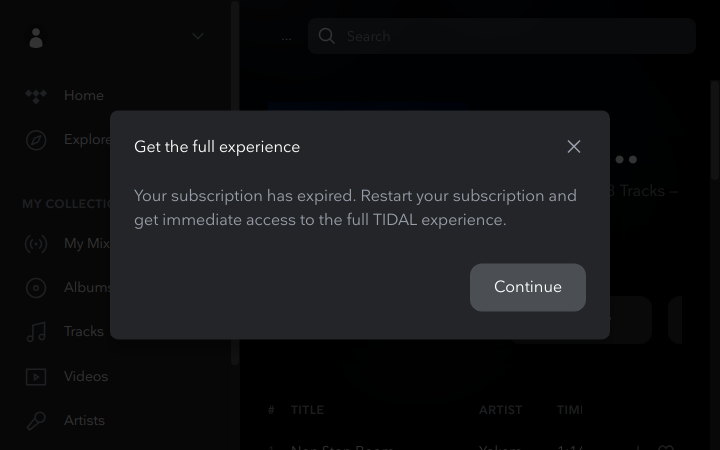 ...
Search
Home
Explore
Get the full experience
Your subscription has expired. Restart your subscription and
get immediate access to the full TIDAL experience.
Continue
3 Tracks –
MY COLLECTIO
My Mix
Albums
Tracks
Videos
Artists
# TITLE ARTIST TIME